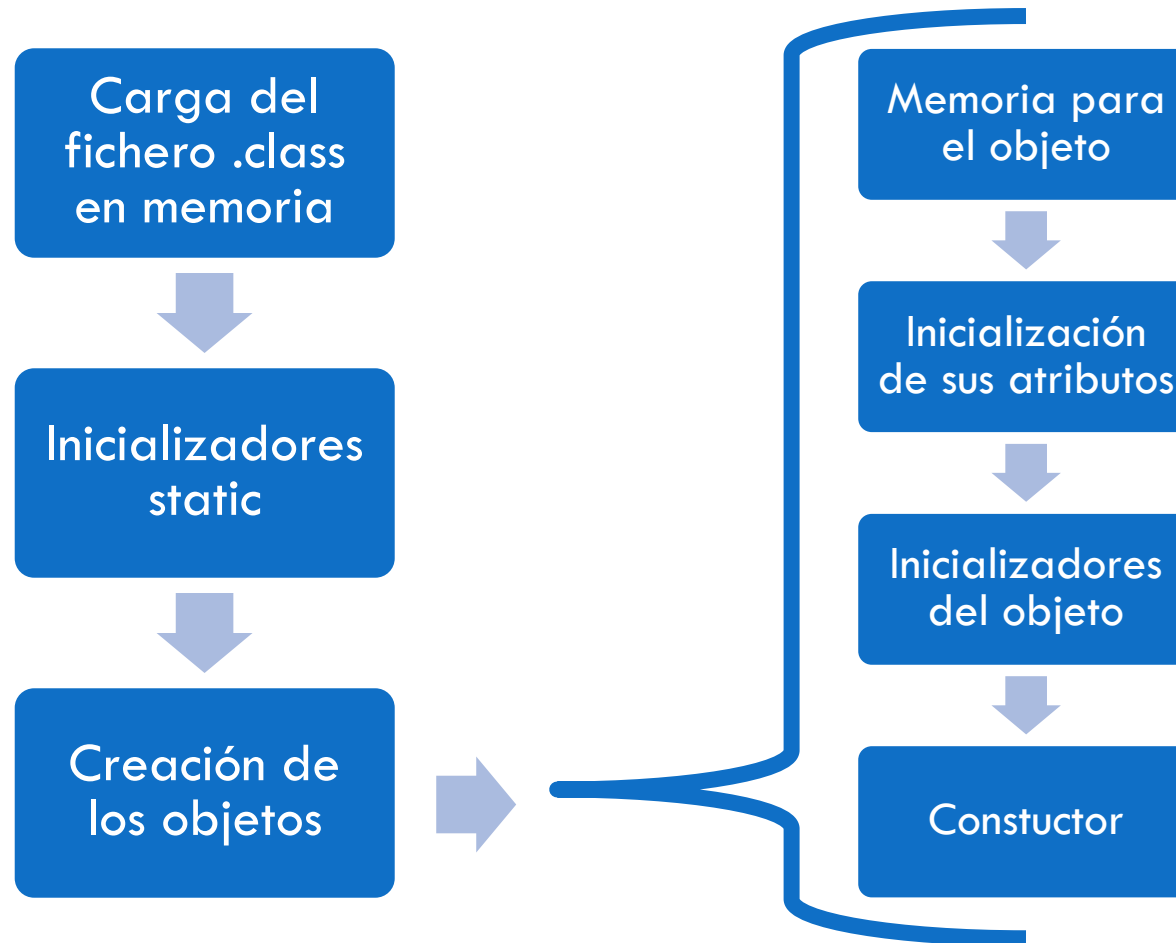 Carga del
fichero .class
en memoria
Inicializadores
static
Creación de
los objetos
Memoria para
el objeto
Inicialización
de sus atributos
Inicializadores
del objeto
Constuctor